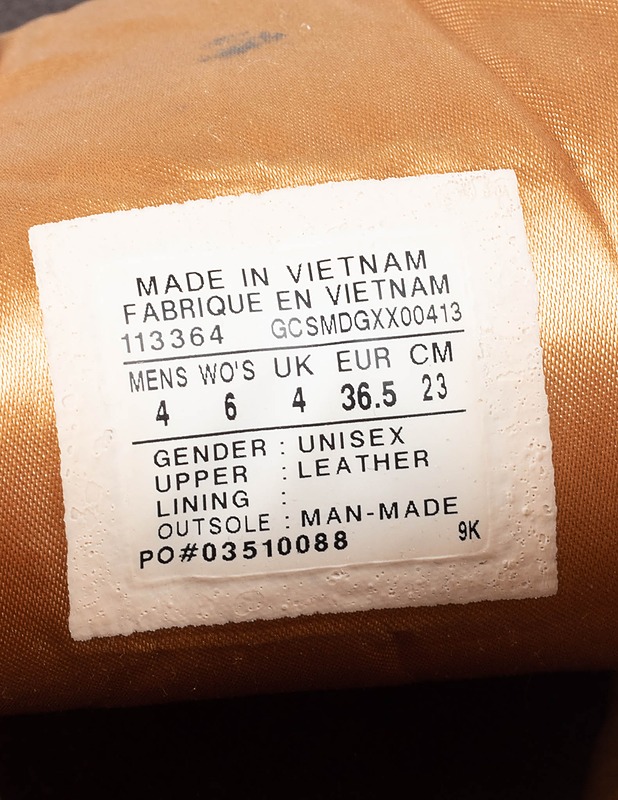 MADE IN VIETNAM
FABRIQUE EN VIETNAM
113364 GCSMDGXX00413
MENS WO'S UK EUR CM
4 6 4 36.5 23
GENDER : UNISEX
UPPER : LEATHER
LINING :
OUTSOLE : MAN-MADE
PO#03510088 9K